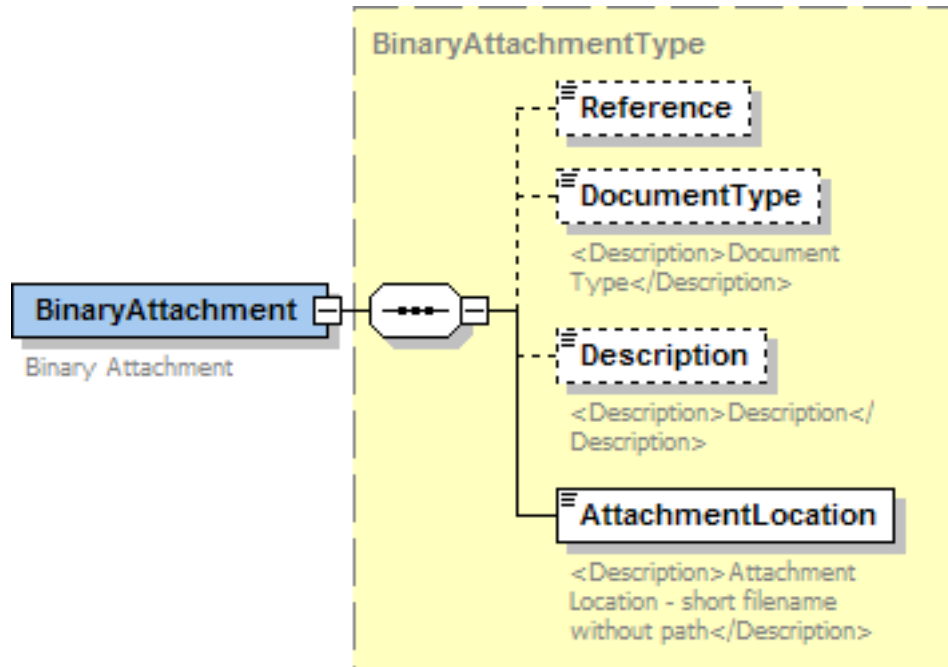 BinaryAttachmentType
Reference
DocumentType
<Description>Document
Type</Description>
BinaryAttachment
Binary Attachment
Description
<Description>Description</
Description>
AttachmentLocation
<Description>Attachment
Location - short filename
without path</Description>